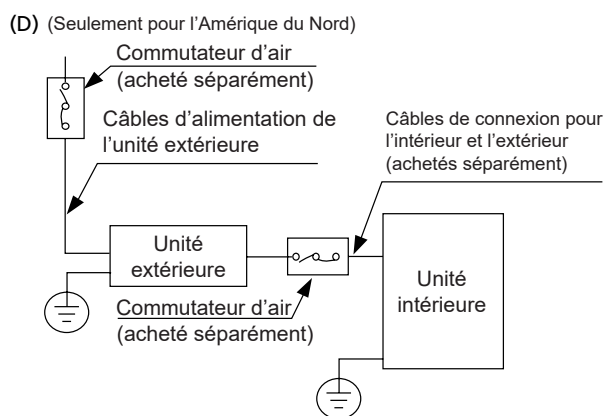 (D) (Seulement pour l’Amérique du Nord)
Commutateur d’air
(acheté séparément)
Câbles d’alimentation de
l’unité extérieure
Câbles de connexion pour
l’intérieur et l’extérieur
(achetés séparément)
Unité
extérieure
Commutateur d’air
(acheté séparément)
Unité
intérieure